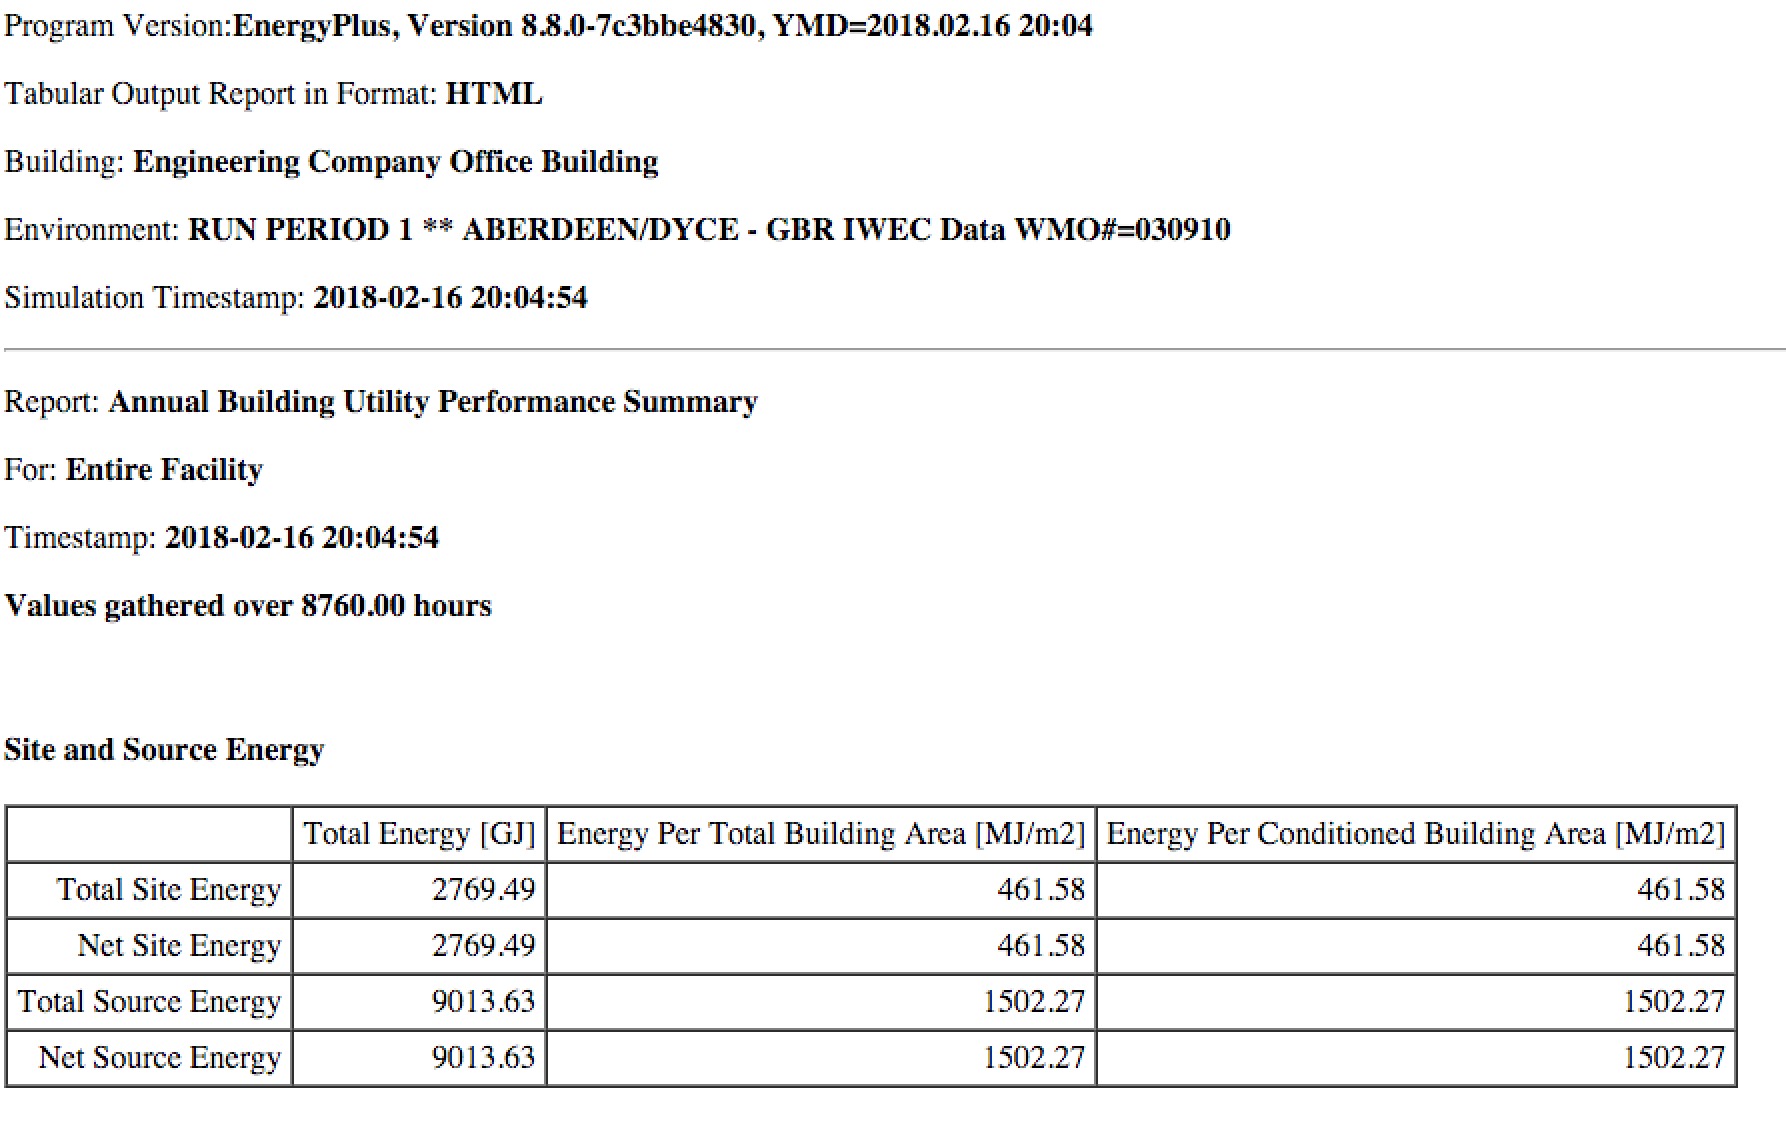 Program Version:EnergyPlus, Version 8.8.0-7c3bbe4830, YMD=2018.02.16 20:04
Tabular Output Report in Format: HTML
Building: Engineering Company Office Building
Environment: RUN PERIOD 1 ** ABERDEEN/DYCE - GBR IWEC Data WMO#=030910
Simulation Timestamp: 2018-02-16 20:04:54
Report: Annual Building Utility Performance Summary
For: Entire Facility
Timestamp: 2018-02-16 20:04:54
Values gathered over 8760.00 hours
Site and Source Energy
Total Energy [GJ] Energy Per Total Building Area [MJ/m2] Energy Per Conditioned Building Area [MJ/m2]
Total Site Energy 2769.49 461.58 461.58
Net Site Energy 2769.49 461.58 461.58
Total Source Energy 9013.63 1502.27 1502.27
Net Source Energy 9013.63 1502.27 1502.27